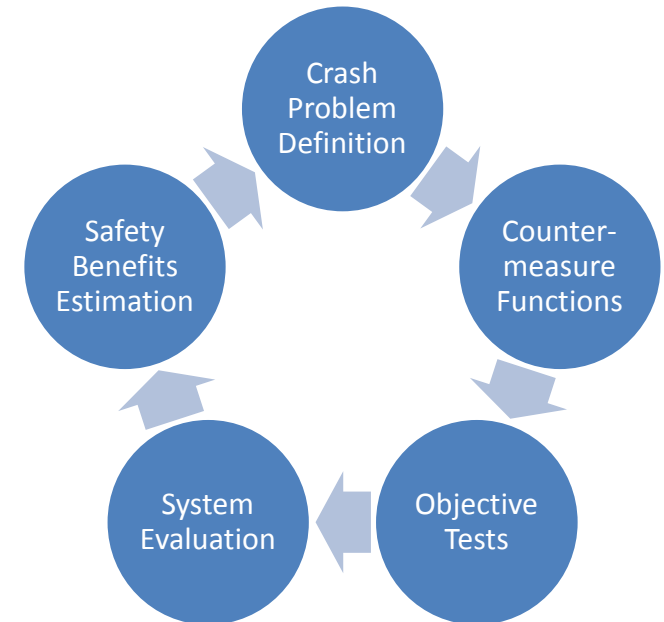 Crash
Problem
Definition
Counter-
measure
Functions
Objective
Tests
System
Evaluation
Safety
Benefits
Estimation